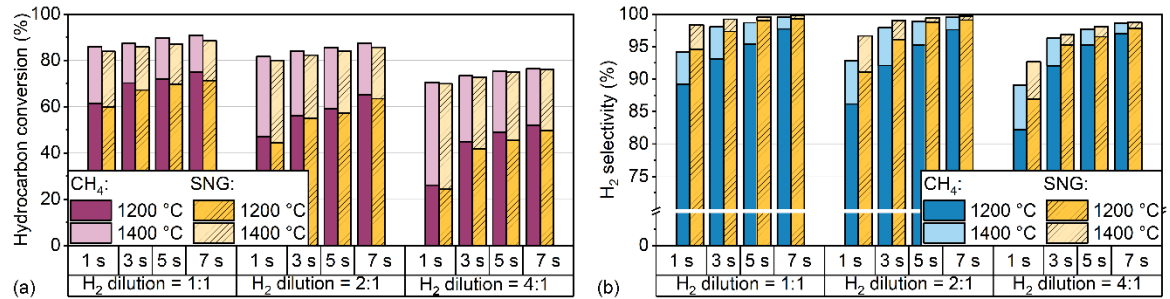 Hydrocarbon conversion (%)
100
80
60
40
20
0
CH₄: SNG:
1200 °C 1200 °C
1400 °C 1400 °C
1 s 3 s 5 s 7 s 1 s 3 s 5 s 7 s 1 s 3 s 5 s 7 s
(a) H₂ dilution = 1:1 H₂ dilution = 2:1 H₂ dilution = 4:1
H₂ selectivity (%)
100
95
90
85
80
75
0
CH₄: SNG:
1200 °C 1200 °C
1400 °C 1400 °C
1 s 3 s 5 s 7 s 1 s 3 s 5 s 7 s 1 s 3 s 5 s 7 s
(b) H₂ dilution = 1:1 H₂ dilution = 2:1 H₂ dilution = 4:1